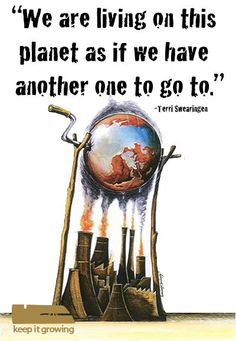 “We are living on this
planet as if we have
another one to go to.”
-Terri Swearingen
keep it growing